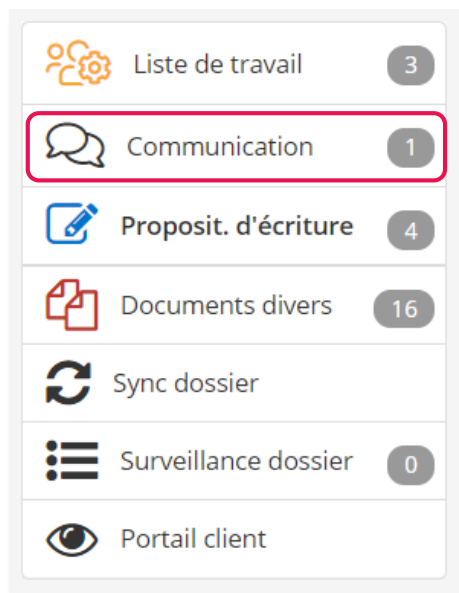 Liste de travail 3
Communication 1
Proposit. d'écriture 4
Documents divers 16
Sync dossier
Surveillance dossier 0
Portail client